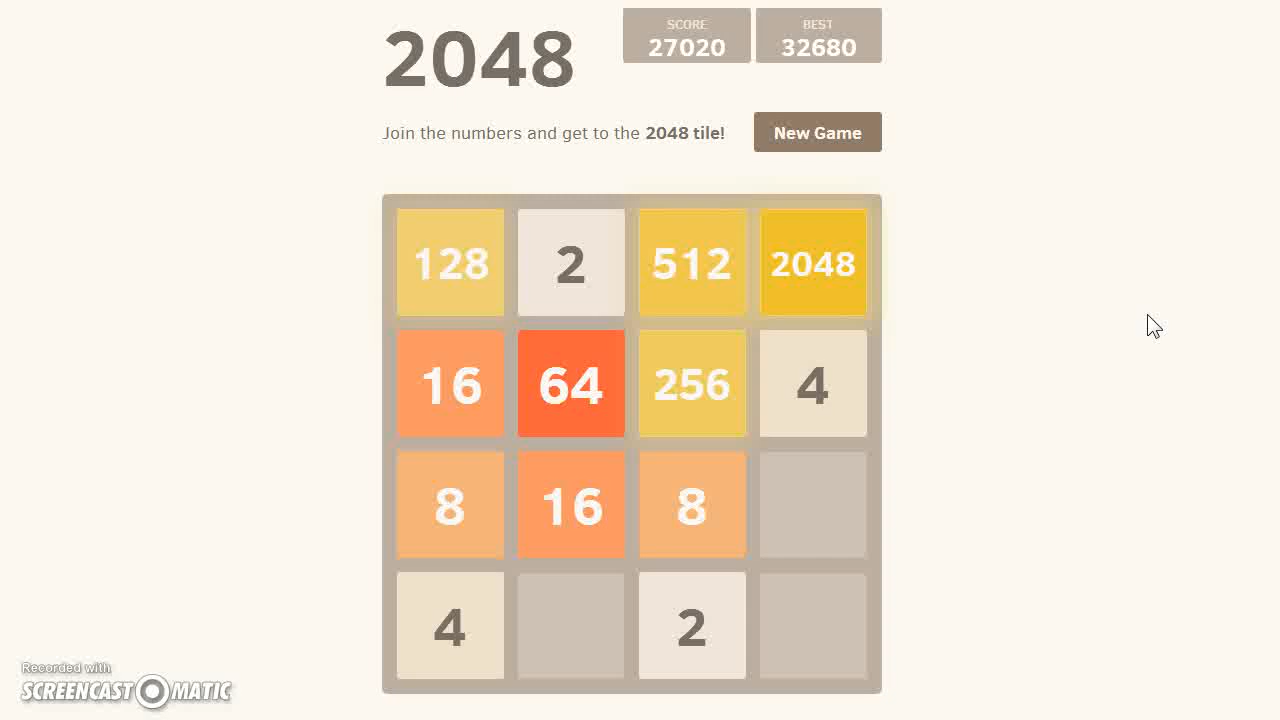 2048
SCORE
27020
BEST
32680
Join the numbers and get to the 2048 tile!
New Game
128 2 512 2048
16 64 256 4
8 16 8
4 2
Recorded with
SCREENCAST MATIC